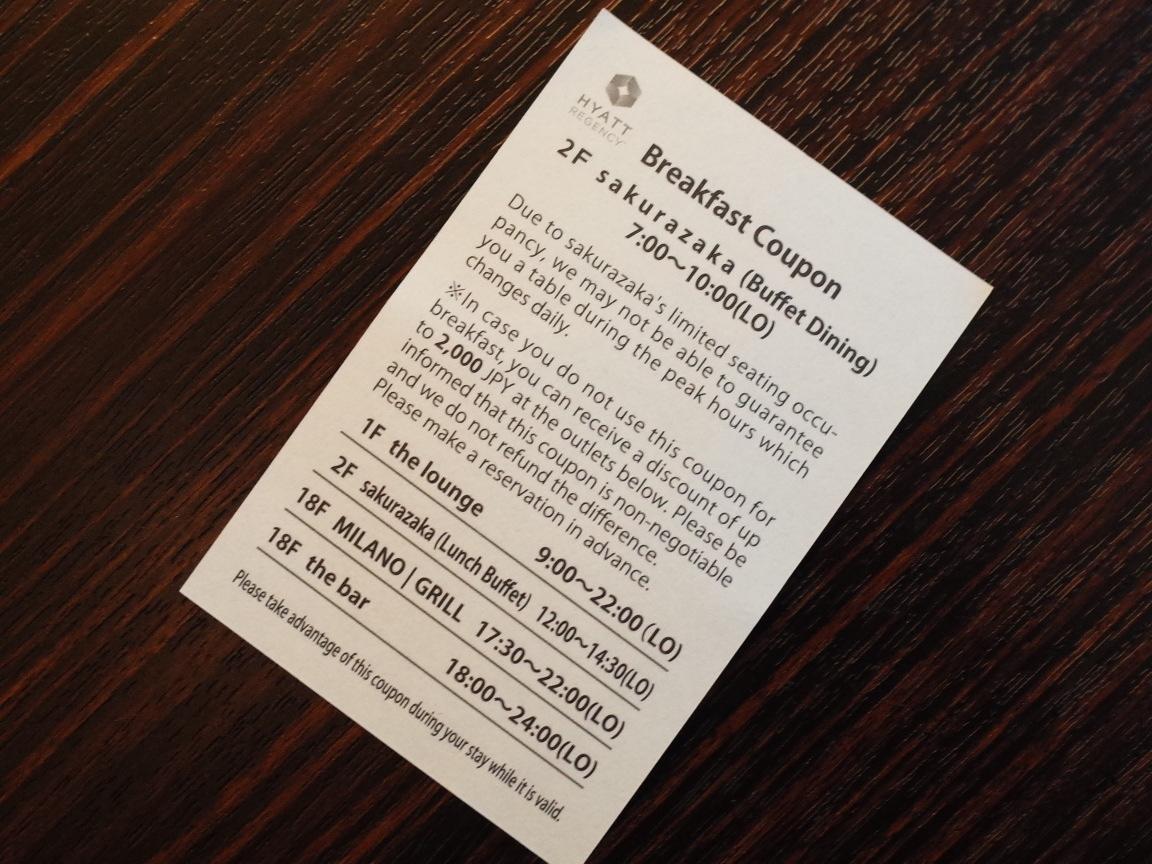 HYATT
REGENCY
Breakfast Coupon
2F sakurazaka (Buffet Dining)
7:00～10:00(LO)
Due to sakurazaka's limited seating occu-
pancy, we may not be able to guarantee
you a table during the peak hours which
changes daily.
※In case you do not use this coupon for
breakfast, you can receive a discount of up
to 2,000 JPY at the outlets below. Please be
informed that this coupon is non-negotiable
and we do not refund the difference.
Please make a reservation in advance.
1F the lounge 9:00～22:00(LO)
2F sakurazaka (Lunch Buffet) 12:00～14:30(LO)
18F MILANO | GRILL 17:30～22:00(LO)
18F the bar 18:00～24:00(LO)
Please take advantage of this coupon during your stay while it is valid.